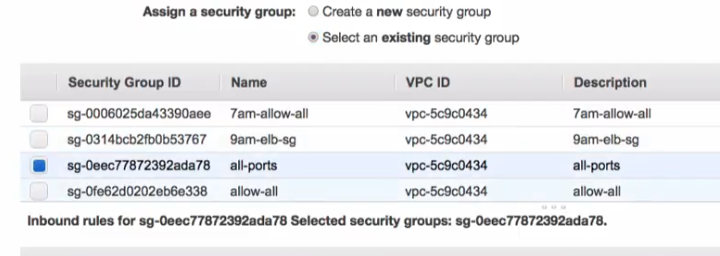 Assign a security group: Create a new security group
Select an existing security group
Security Group ID Name VPC ID Description
sg-0006025da43390aee 7am-allow-all vpc-5c9c0434 7am-allow-all
sg-0314bcb2fb0b53767 9am-elb-sg vpc-5c9c0434 9am-elb-sg
sg-0eec77872392ada78 all-ports vpc-5c9c0434 all-ports
sg-0fe62d0202eb6e338 allow-all vpc-5c9c0434 allow-all
Inbound rules for sg-0eec77872392ada78 Selected security groups: sg-0eec77872392ada78.